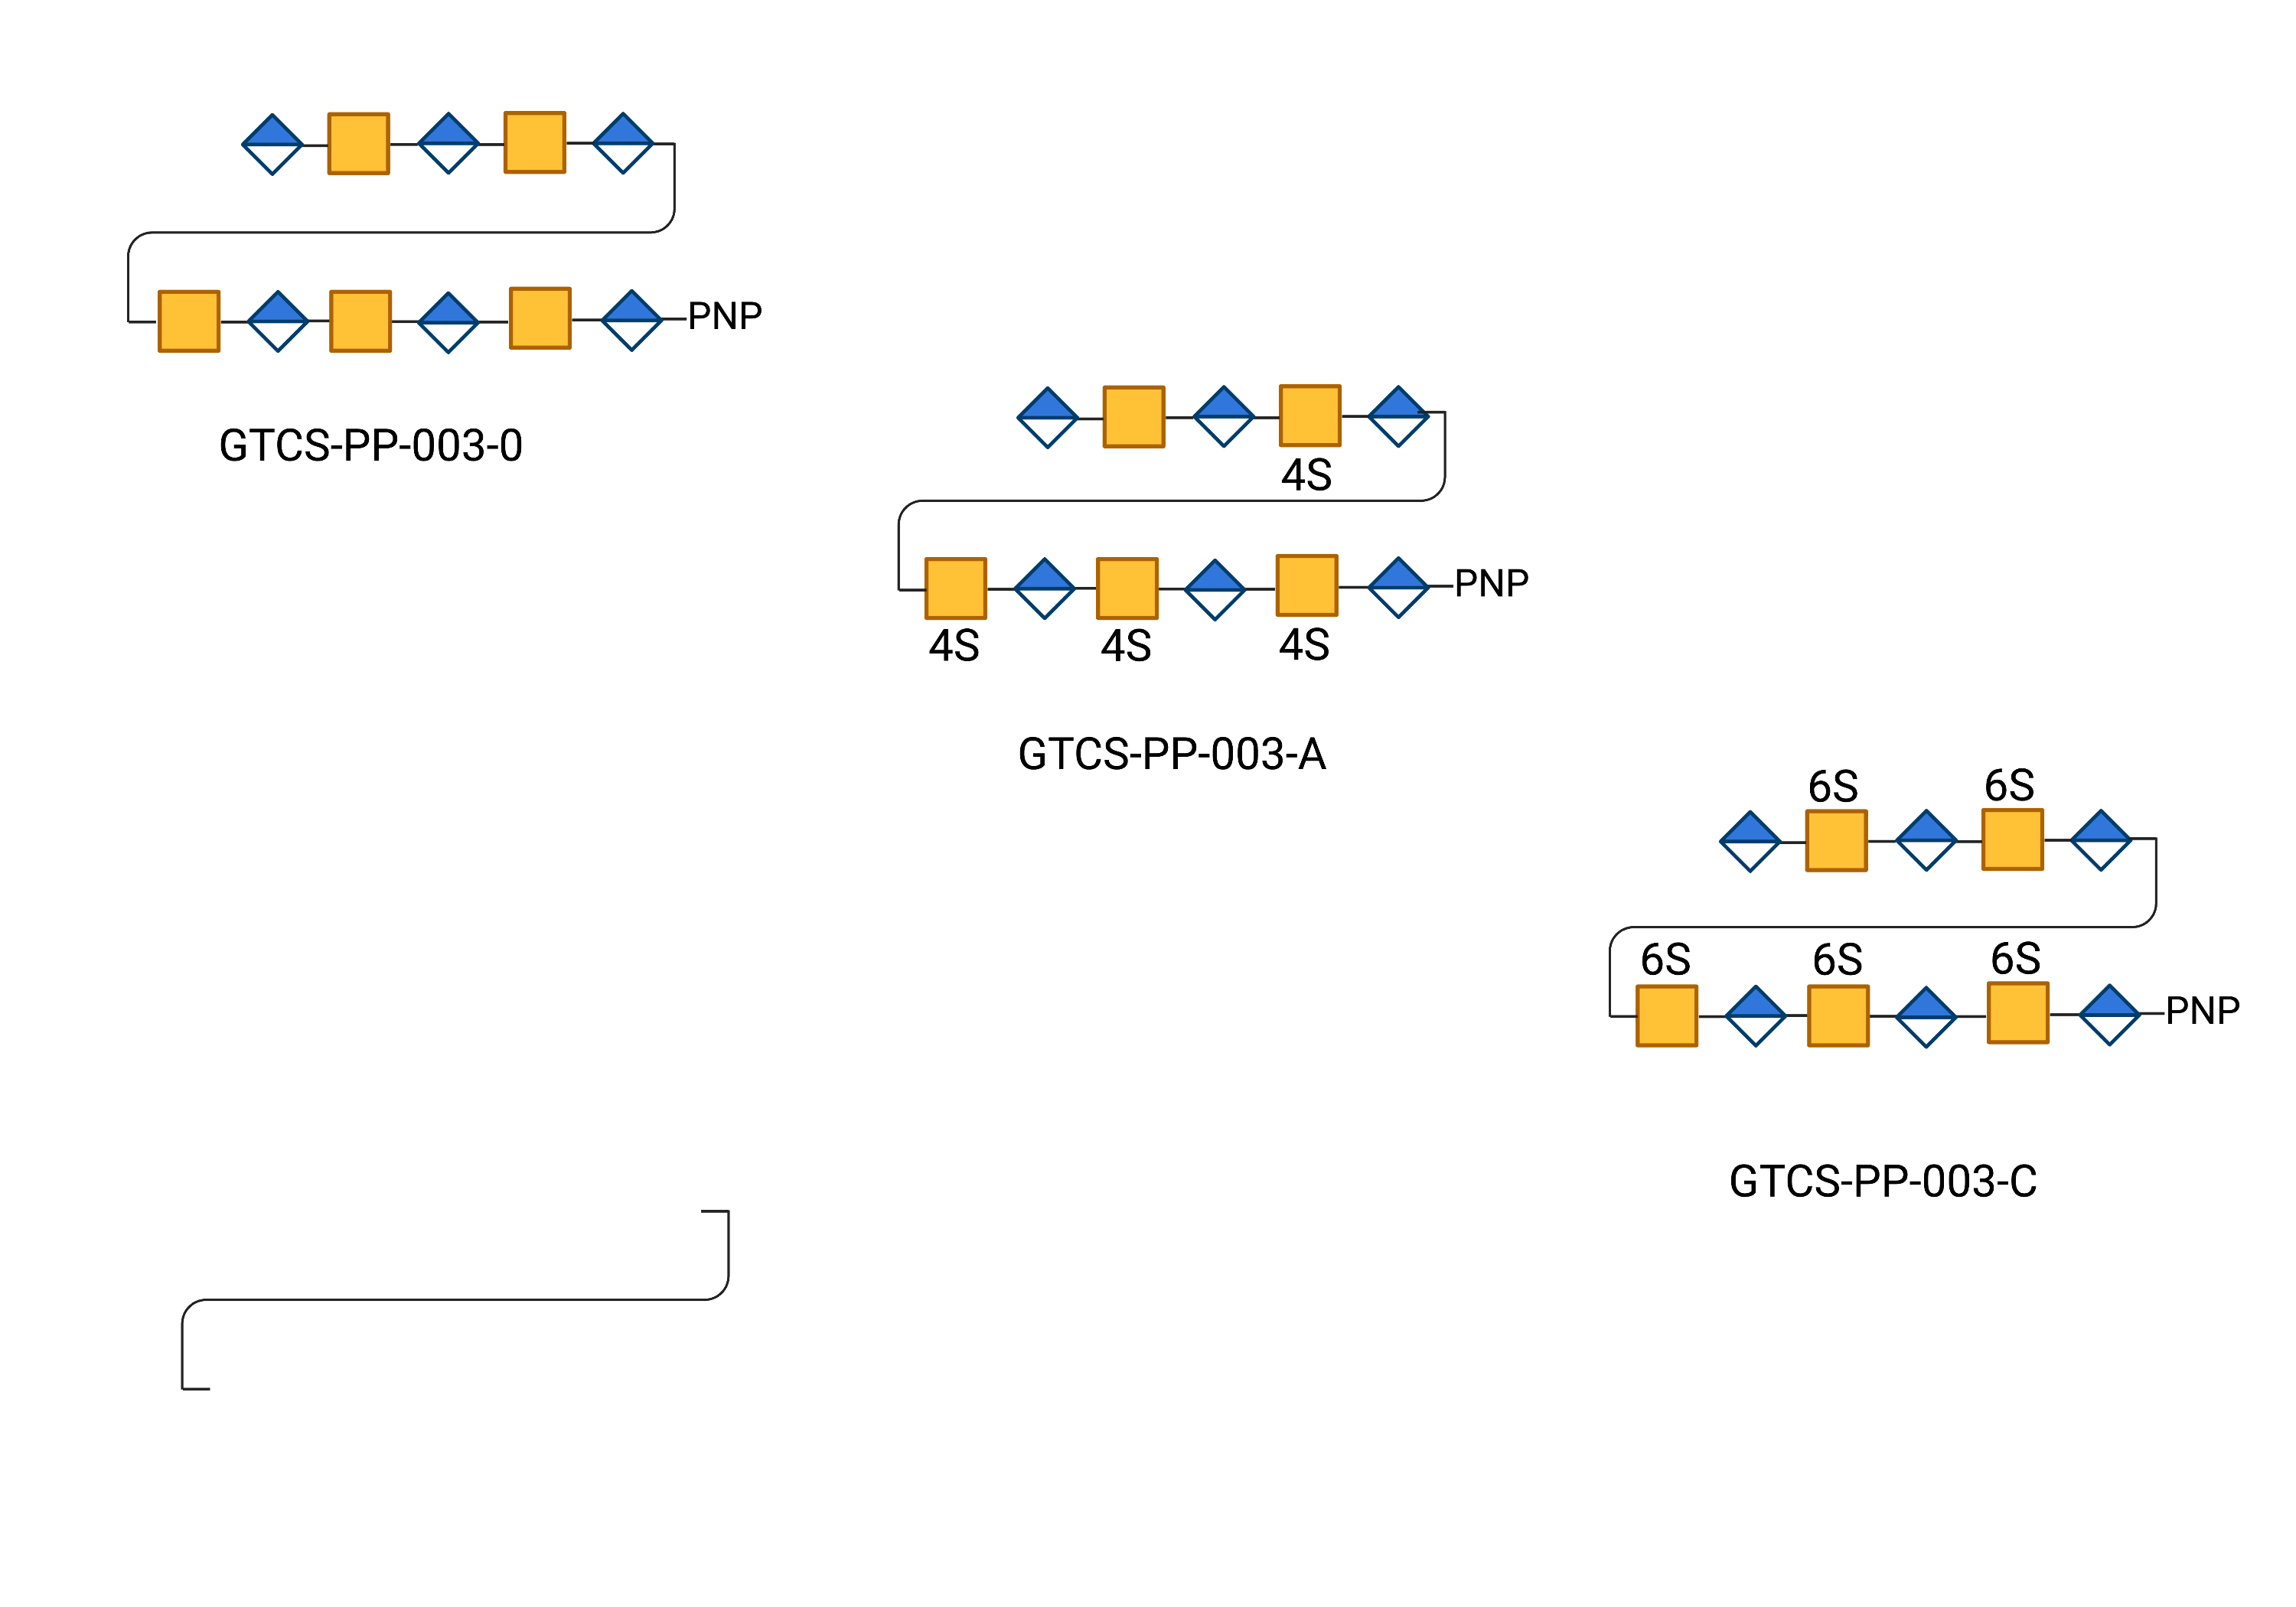 PNP
GTCS-PP-003-0
4S
PNP
4S 4S 4S
GTCS-PP-003-A
6S 6S
6S 6S 6S
PNP
GTCS-PP-003-C